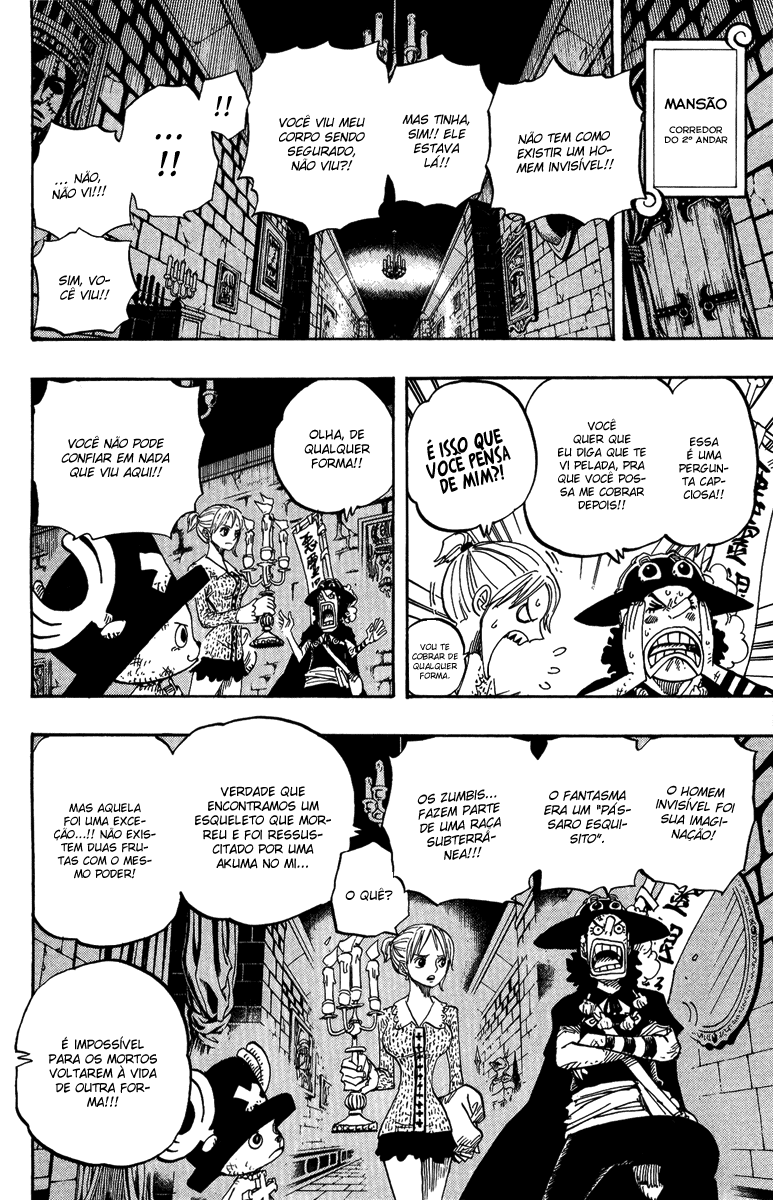 MANSÃO
CORREDOR
DO 2º ANDAR
NÃO TEM COMO
EXISTIR UM HO-
MEM INVISÍVEL!!
MAS TINHA,
SIM!! ELE
ESTAVA
LÁ!!
VOCÊ VIU MEU
CORPO SENDO
SEGURADO,
NÃO VIU?!
!!
...
!!
... NÃO,
NÃO VI!!!
SIM, VO-
CÊ VIU!!
ESSA
É UMA
PERGUN-
TA CAP-
CIOSA!!
VOCÊ
QUER QUE
EU DIGA QUE TE
VI PELADA, PRA
QUE VOCÊ POS-
SA ME COBRAR
DEPOIS!!
É ISSO QUE
VOCE PENSA
DE MIM?!
VOU TE
COBRAR DE
QUALQUER
FORMA.
OLHA, DE
QUALQUER
FORMA!!
VOCÊ NÃO PODE
CONFIAR EM NADA
QUE VIU AQUI!!
O HOMEM
INVISÍVEL FOI
SUA IMAGI-
NAÇÃO!
O FANTASMA
ERA UM "PÁS-
SARO ESQUI-
SITO".
OS ZUMBIS...
FAZEM PARTE
DE UMA RAÇA
SUBTERRÂ-
NEA!!!
VERDADE QUE
ENCONTRAMOS UM
ESQUELETO QUE MOR-
REU E FOI RESSUS-
CITADO POR UMA
AKUMA NO MI...
O QUÊ?
MAS AQUELA
FOI UMA EXCE-
ÇÃO...!! NÃO EXIS-
TEM DUAS FRU-
TAS COM O MES-
MO PODER!
É IMPOSSÍVEL
PARA OS MORTOS
VOLTAREM À VIDA
DE OUTRA FOR-
MA!!!